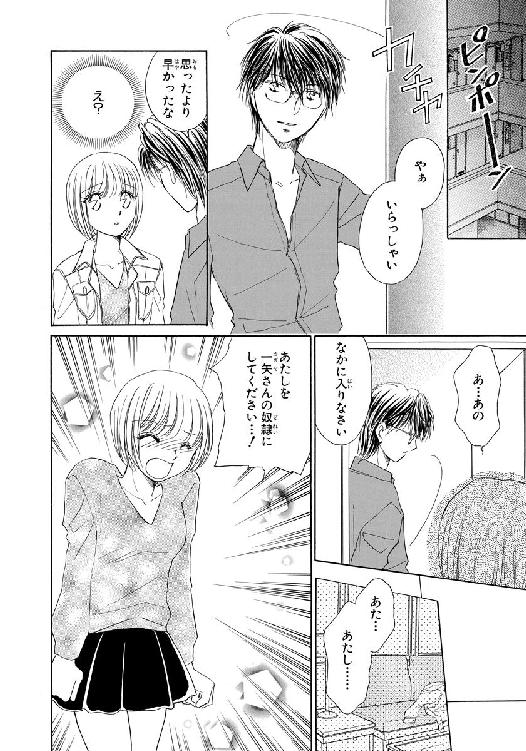 ピンポーン
ガチャ
やぁ
いらっしゃい
思ったより
早かったな
え?
あ…あの
なかに入りなさい
あた…
あたし……
あたしを
一矢さんの奴隷に
してください…!